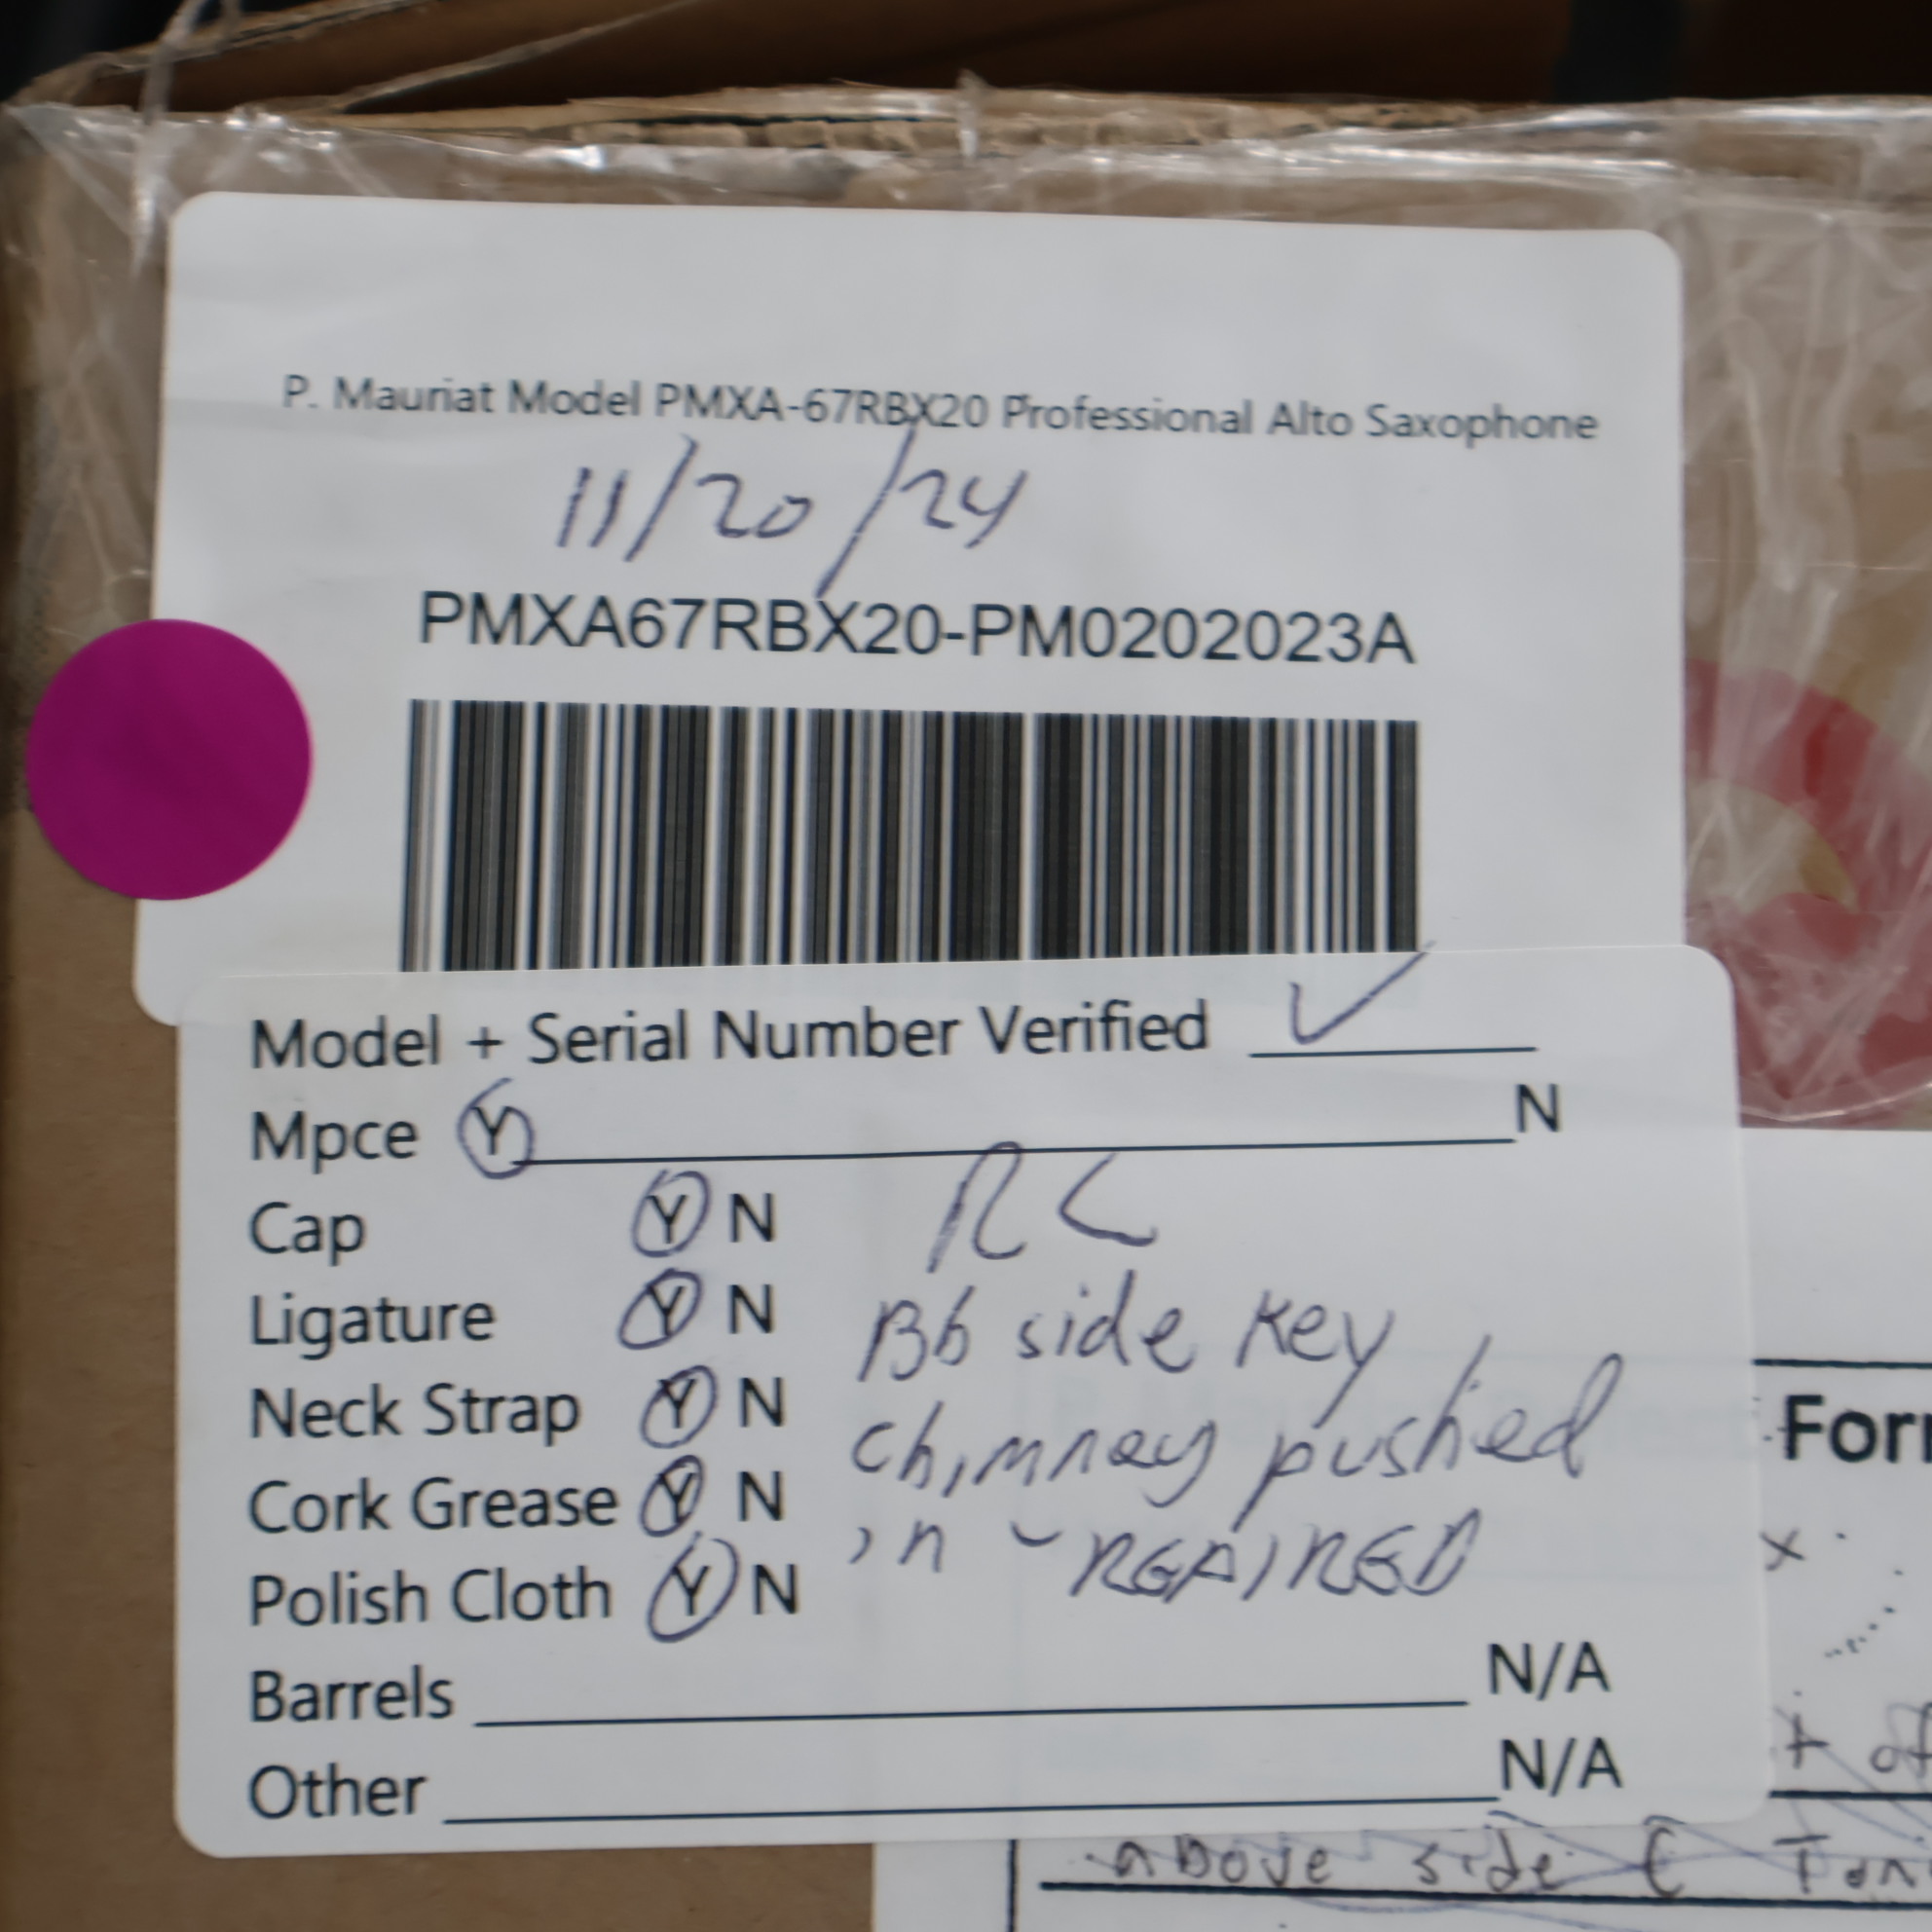 P. Mauriat Model PMXA-67RBX20 Professional Alto Saxophone
11/20/24
PMXA67RBX20-PM0202023A
Model + Serial Number Verified ✓
Mpce Y N
Cap Y N RC
Ligature Y N Bb side key
Neck Strap Y N chimney pushed
Cork Grease Y N in - REPAIRED
Polish Cloth Y N
Barrels N/A
Other N/A
above side C